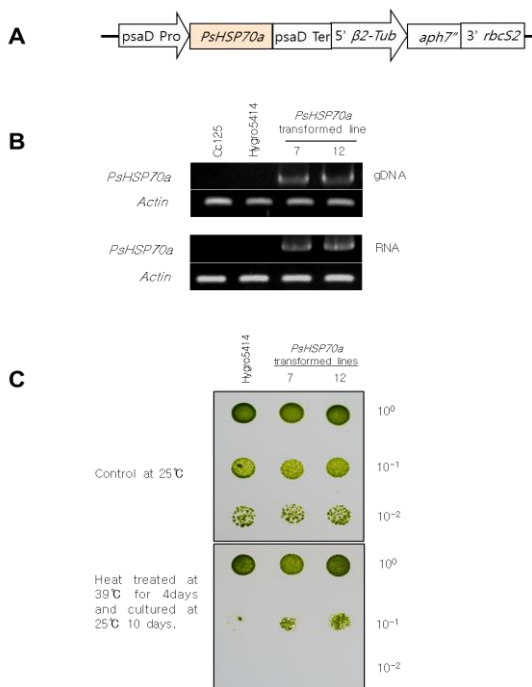 A
psaD Pro PsHSP70a psaD Ter 5' β2-Tub aph7" 3' rbcS2
B
Cc125
Hygro5414
PsHSP70a
transformed line
7 12
PsHSP70a gDNA
Actin
PsHSP70a RNA
Actin
C
Hygro5414
PsHSP70a
transformed lines
7 12
10⁰
Control at 25℃ 10⁻¹
10⁻²
Heat treated at
39℃ for 4days
and cultured at
25℃ 10 days.
10⁰
10⁻¹
10⁻²